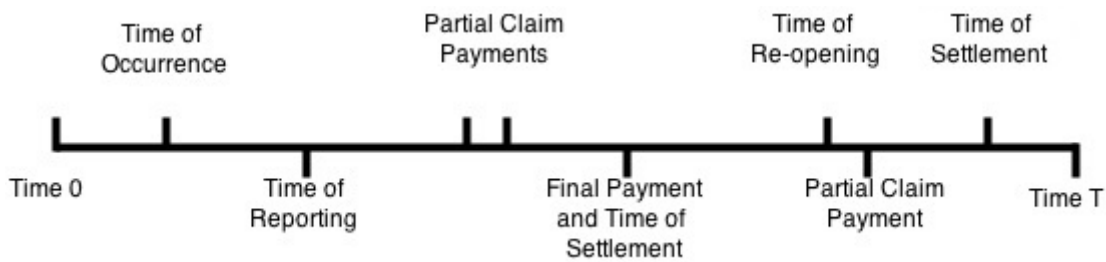 Time of
Occurrence
Partial Claim
Payments
Time of
Re-opening
Time of
Settlement
Time 0
Time of
Reporting
Final Payment
and Time of
Settlement
Partial Claim
Payment
Time T